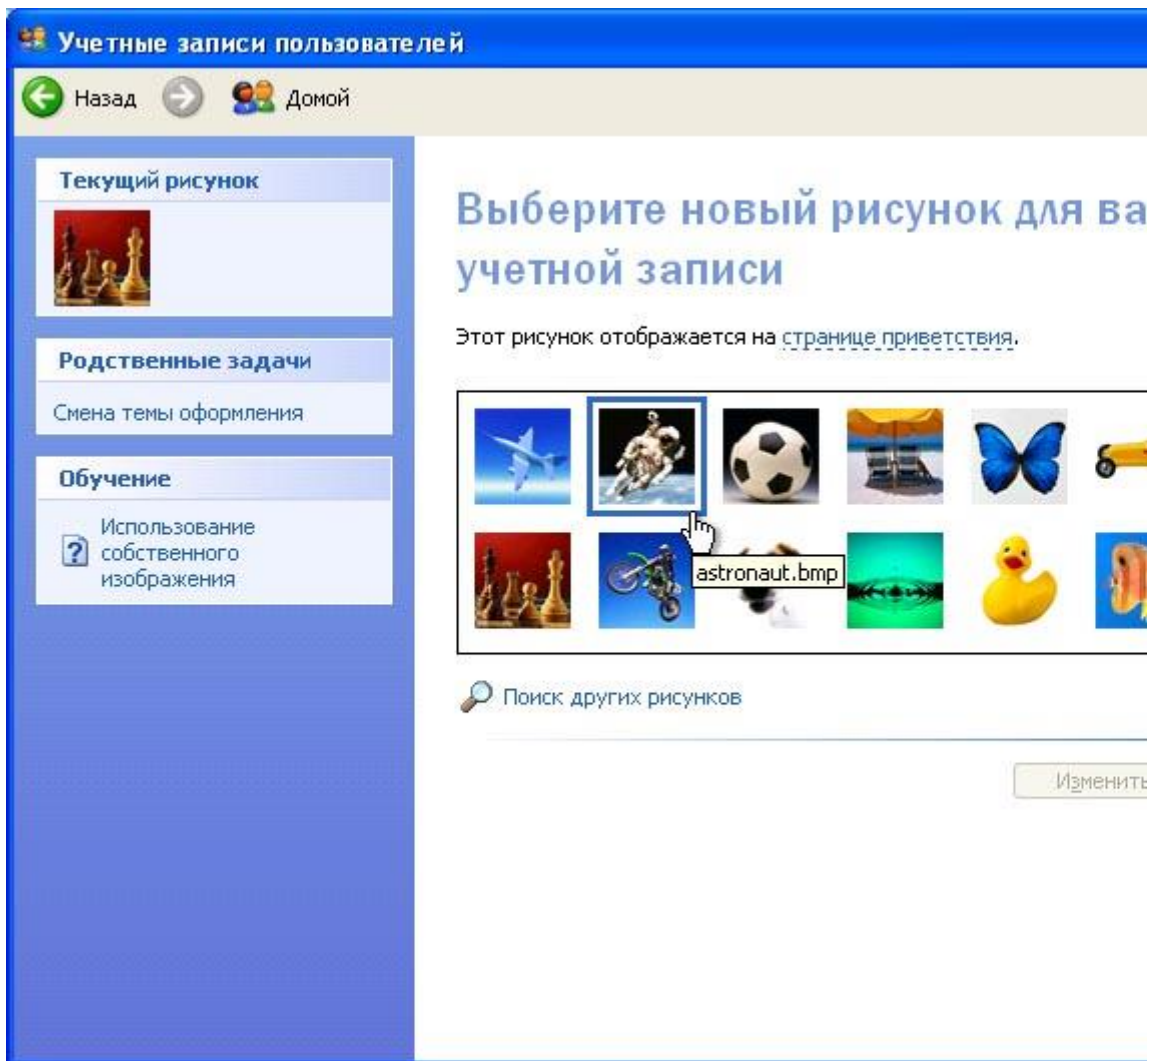 Учетные записи пользователей
Назад Домой
Текущий рисунок
Родственные задачи
Смена темы оформления
Обучение
Использование
собственного
изображения
Выберите новый рисунок для ва
учетной записи
Этот рисунок отображается на странице приветствия.
astronaut.bmp
Поиск других рисунков
Изменить